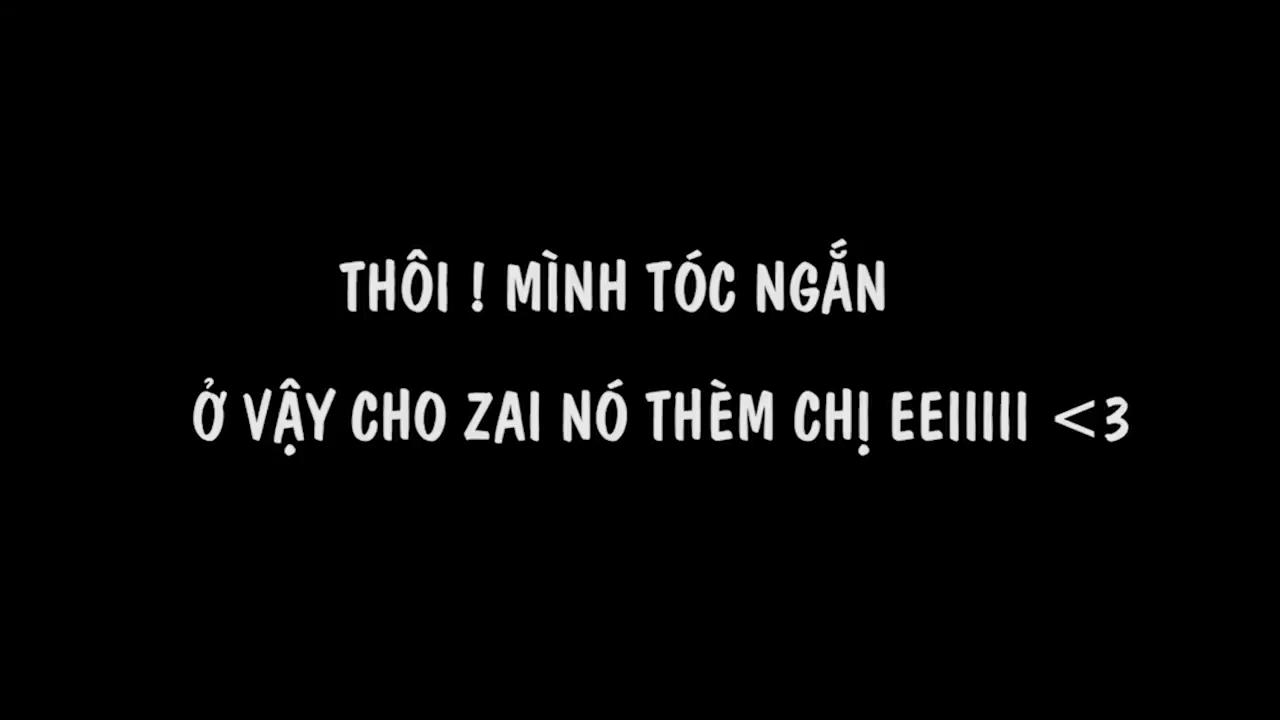 THÔI ! MÌNH TÓC NGẮN
Ở VẬY CHO ZAI NÓ THÈM CHỊ EEIIIII <3